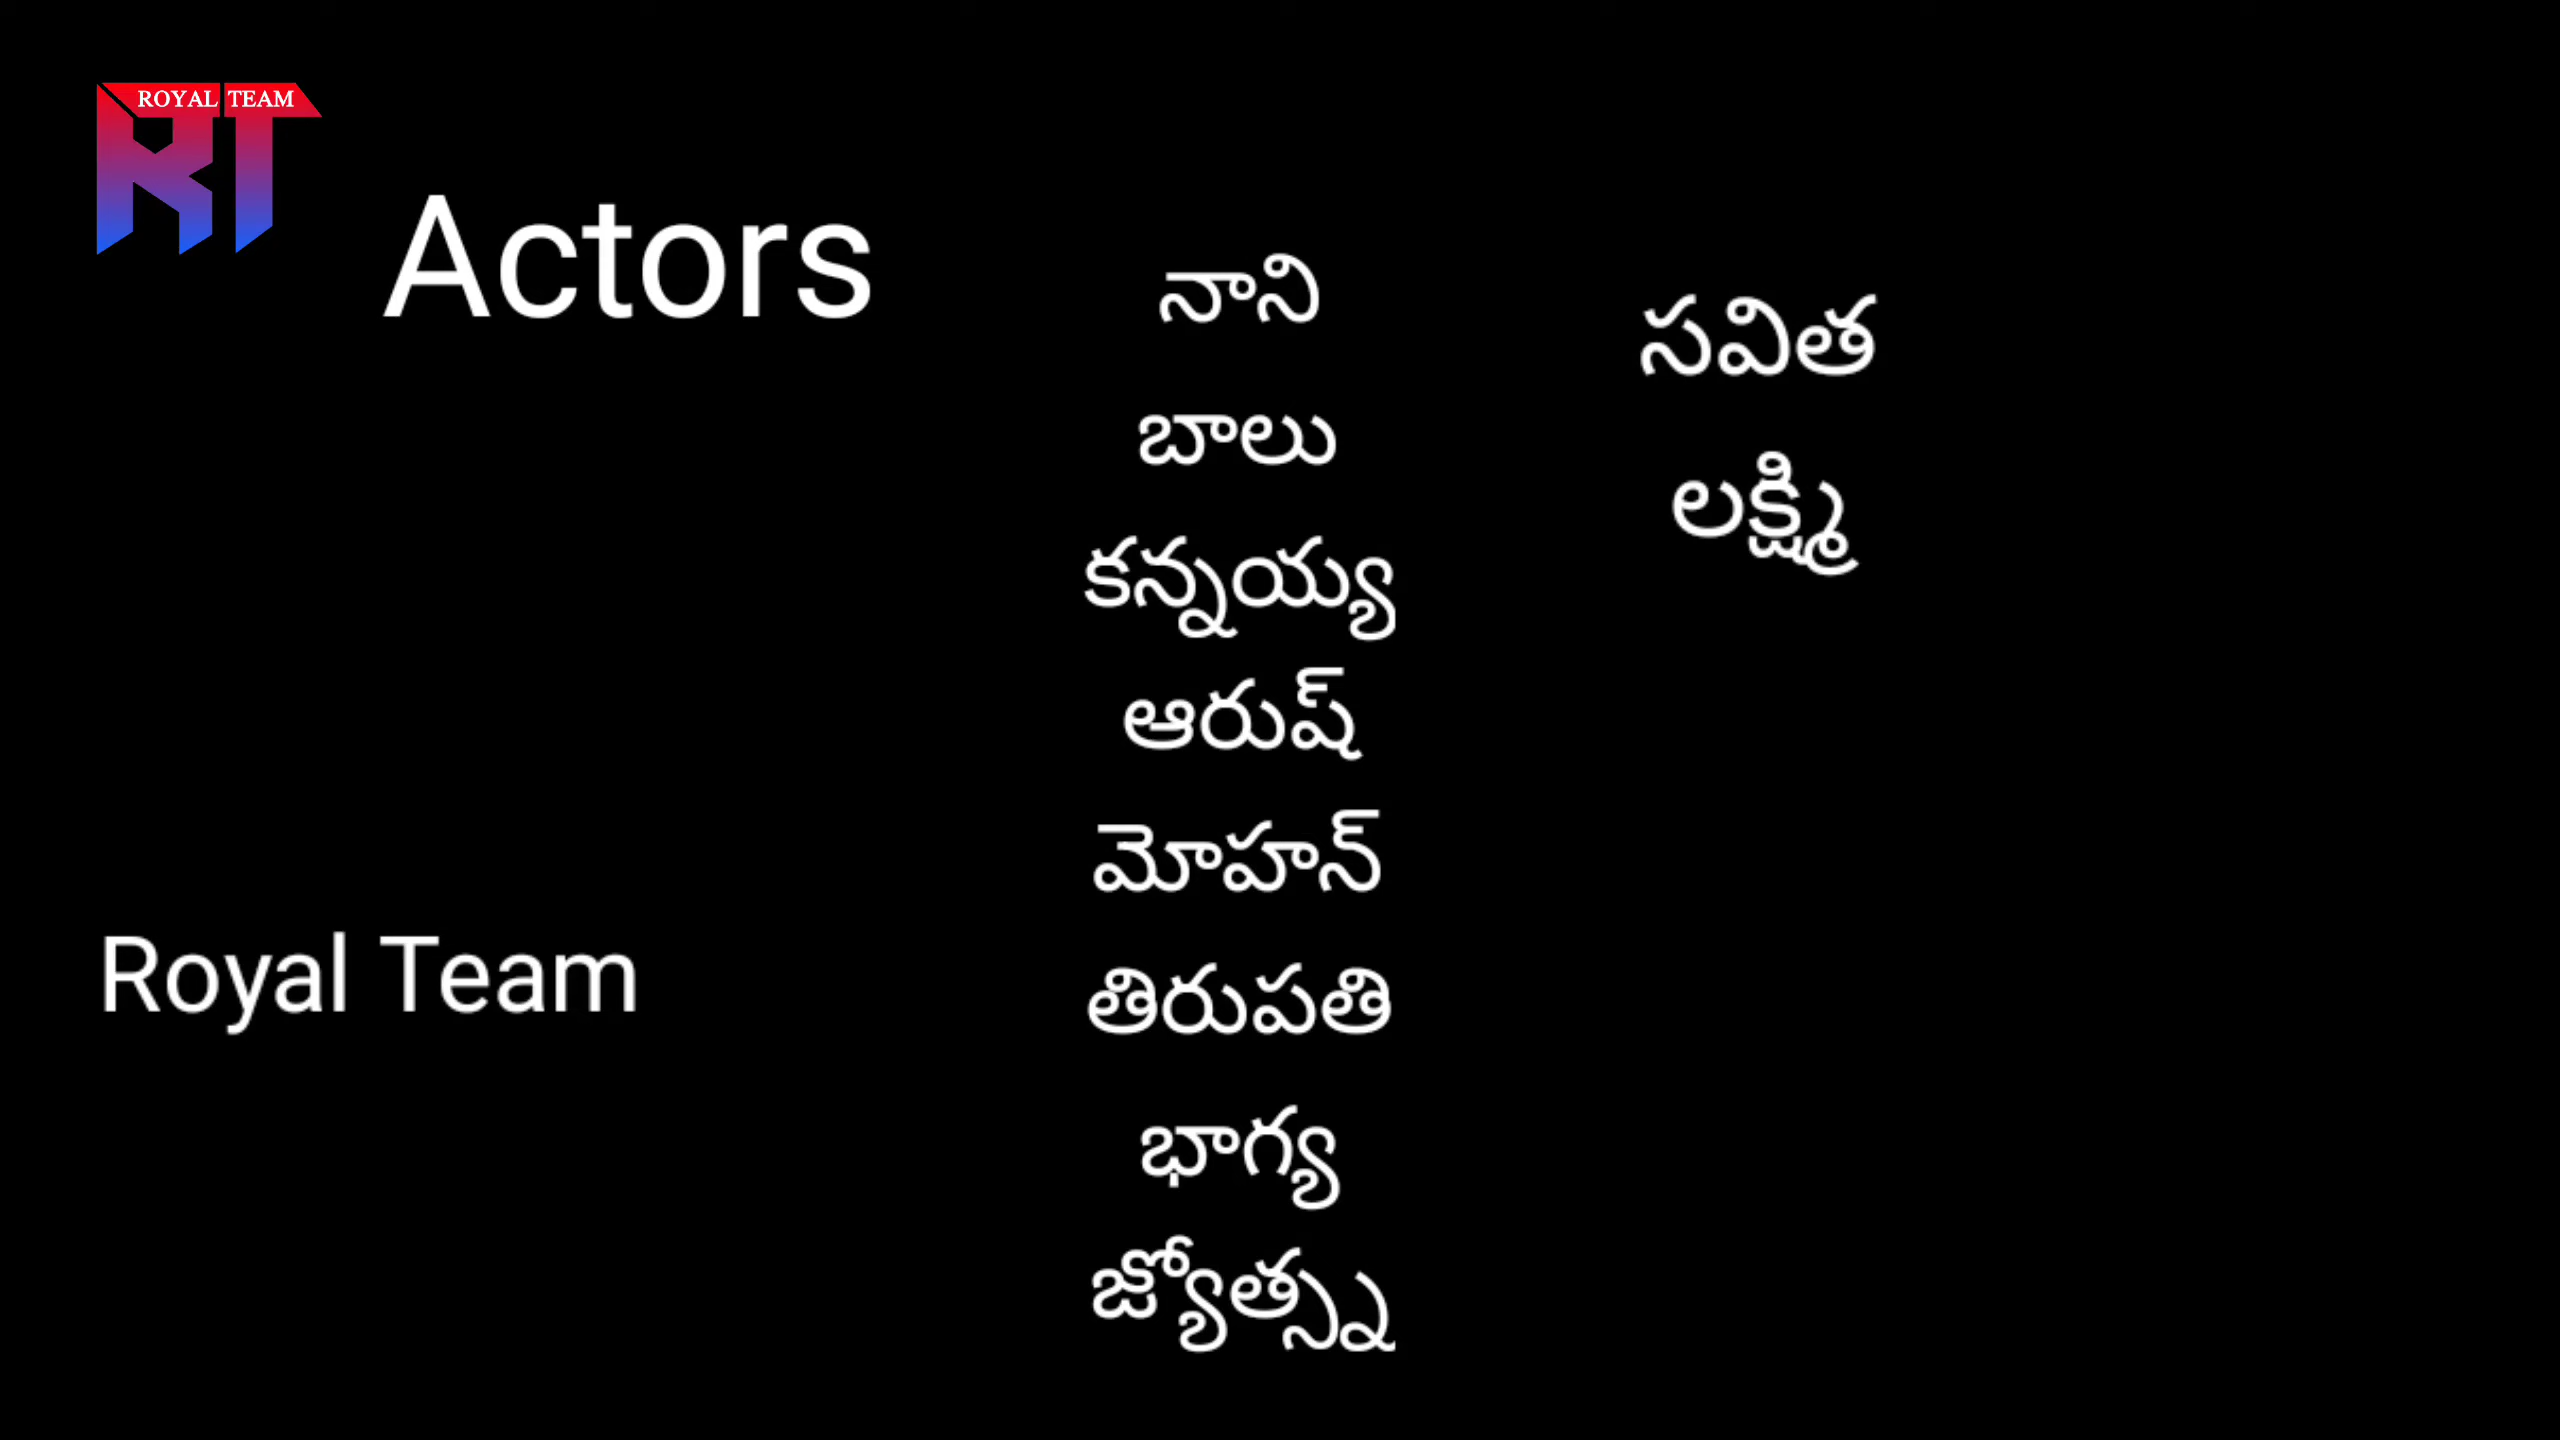 ROYAL TEAM
Actors
నాని
బాలు
కన్నయ్య
ఆరుష్
మోహన్
తిరుపతి
భాగ్య
జ్యోత్స్న
సవిత
లక్ష్మి
Royal Team